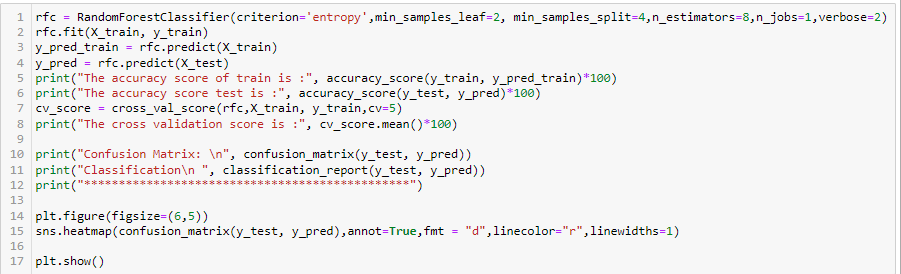 1 rfc = RandomForestClassifier(criterion='entropy',min_samples_leaf=2, min_samples_split=4,n_estimators=8,n_jobs=1,verbose=2)
2 rfc.fit(X_train, y_train)
3 y_pred_train = rfc.predict(X_train)
4 y_pred = rfc.predict(X_test)
5 print("The accuracy score of train is :", accuracy_score(y_train, y_pred_train)*100)
6 print("The accuracy score test is :", accuracy_score(y_test, y_pred)*100)
7 cv_score = cross_val_score(rfc,X_train, y_train,cv=5)
8 print("The cross validation score is :", cv_score.mean()*100)
9
10 print("Confusion Matrix: \n", confusion_matrix(y_test, y_pred))
11 print("Classification\n ", classification_report(y_test, y_pred))
12 print("***********************************************")
13
14 plt.figure(figsize=(6,5))
15 sns.heatmap(confusion_matrix(y_test, y_pred),annot=True,fmt = "d",linecolor="r",linewidths=1)
16
17 plt.show()